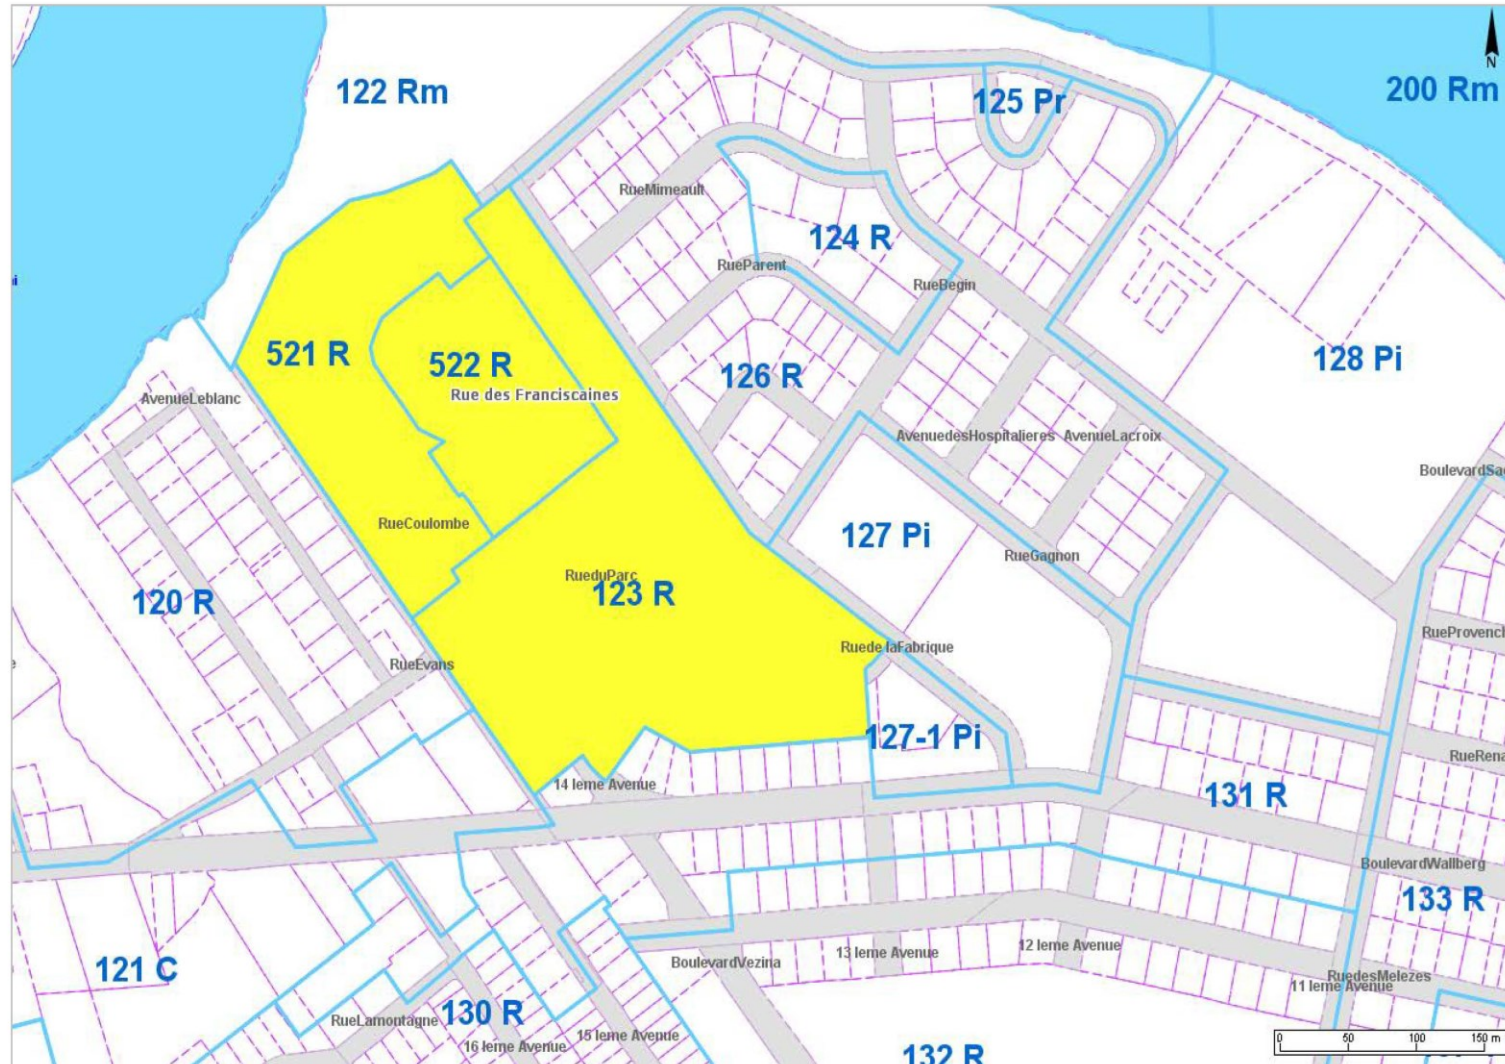 N
122 Rm
200 Rm
125 Pr
RueMimeault
124 R
RueParent
RueBegin
521 R
522 R
Rue des Franciscaines
126 R
128 Pi
AvenueLeblanc
AvenuedesHospitalieres
AvenueLacroix
BoulevardSac
RueCoulombe
127 Pi
RueGagnon
RueduParc
123 R
120 R
RueProvench
RueEvans
Ruede laFabrique
127-1 Pi
RueRena
14 Ieme Avenue
131 R
BoulevardWallberg
133 R
13 Ieme Avenue
12 Ieme Avenue
BoulevardVezina
121 C
RuedesMelezes
11 Ieme Avenue
130 R
RueLamontagne
15 Ieme Avenue
16 Ieme Avenue
132 R
0 50 100 150 m